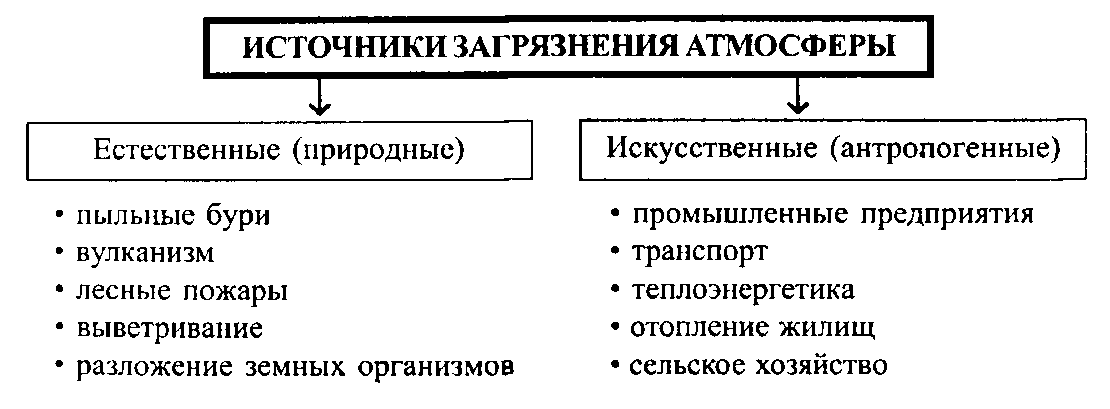 ИСТОЧНИКИ ЗАГРЯЗНЕНИЯ АТМОСФЕРЫ
Естественные (природные)
• пыльные бури
• вулканизм
• лесные пожары
• выветривание
• разложение земных организмов
Искусственные (антропогенные)
• промышленные предприятия
• транспорт
• теплоэнергетика
• отопление жилищ
• сельское хозяйство